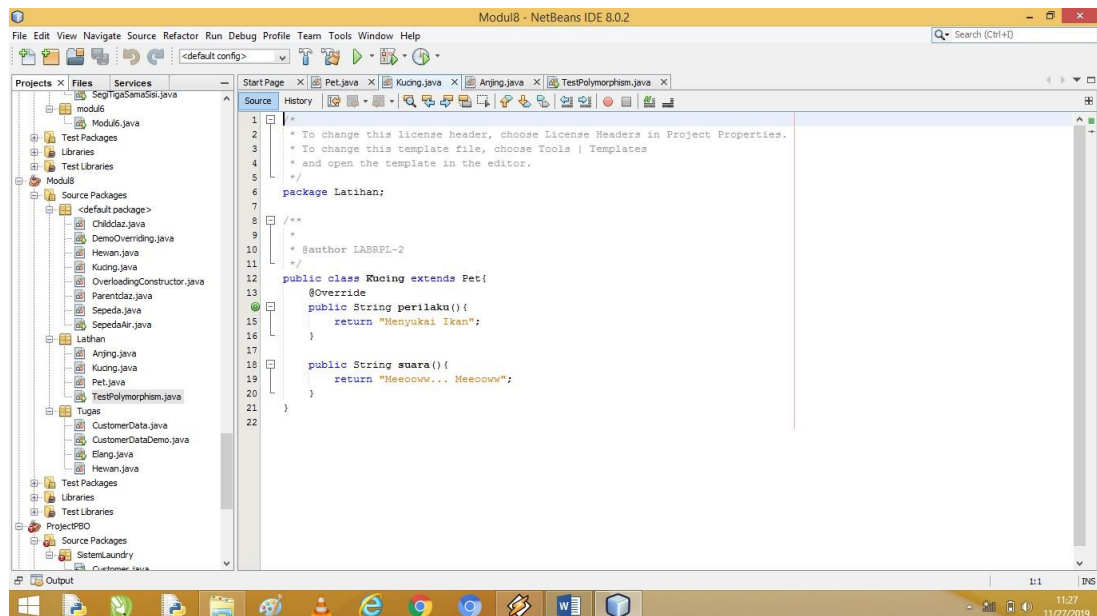 Modul8 - NetBeans IDE 8.0.2
File Edit View Navigate Source Refactor Run Debug Profile Team Tools Window Help
Search (Ctrl+I)
<default config>
Projects Files Services
Start Page Pet.java Kucing.java Anjing.java TestPolymorphism.java
Source History
SegiTigaSamaSisi.java
modul6
Modul6.java
Test Packages
Libraries
Test Libraries
Modul8
Source Packages
<default package>
Childclaz.java
DemoOverriding.java
Hewan.java
Kucing.java
OverloadingConstructor.java
Parentclaz.java
Sepeda.java
SepedaAir.java
Latihan
Anjing.java
Kucing.java
Pet.java
TestPolymorphism.java
Tugas
CustomerData.java
CustomerDataDemo.java
Elang.java
Hewan.java
Test Packages
Libraries
Test Libraries
ProjectPBO
Source Packages
SistemLaundry
Customer.java
1 /*
2 * To change this license header, choose License Headers in Project Properties.
3 * To change this template file, choose Tools | Templates
4 * and open the template in the editor.
5 */
6 package Latihan;
7
8 /**
9 *
10 * @author LABRPL-2
11 */
12 public class Kucing extends Pet{
13 @Override
public String perilaku(){
15 return "Menyukai Ikan";
16 }
17
18 public String suara(){
19 return "Meeooww... Meeooww";
20 }
21 }
22
Output
1:1 INS
11:27
11/27/2019